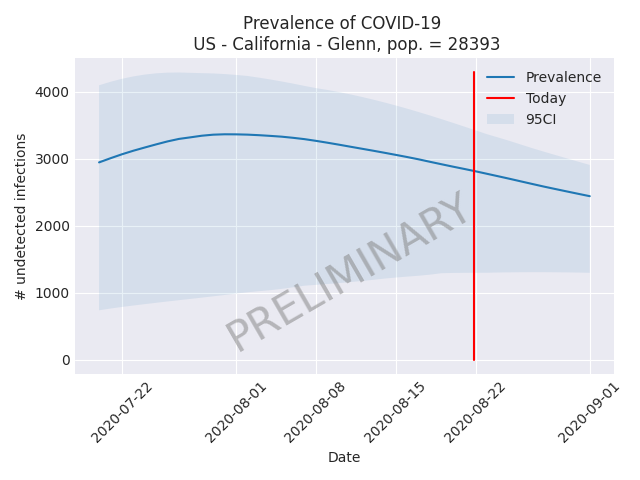 Prevalence of COVID-19
US - California - Glenn, pop. = 28393
Prevalence
Today
95CI
# undetected infections
4000
3000
2000
1000
0
PRELIMINARY
2020-07-22
2020-08-01
2020-08-08
2020-08-15
2020-08-22
2020-09-01
Date